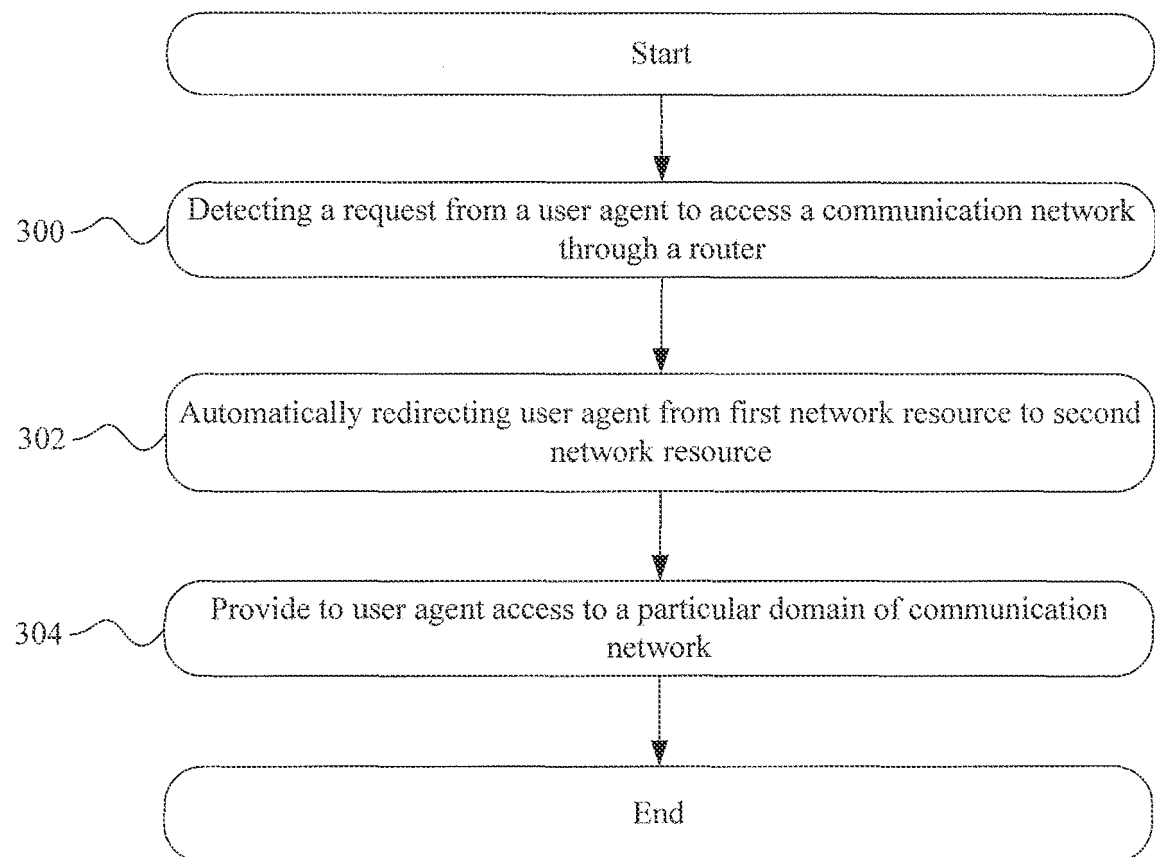 Start
300
Detecting a request from a user agent to access a communication network
through a router
302
Automatically redirecting user agent from first network resource to second
network resource
304
Provide to user agent access to a particular domain of communication
network
End